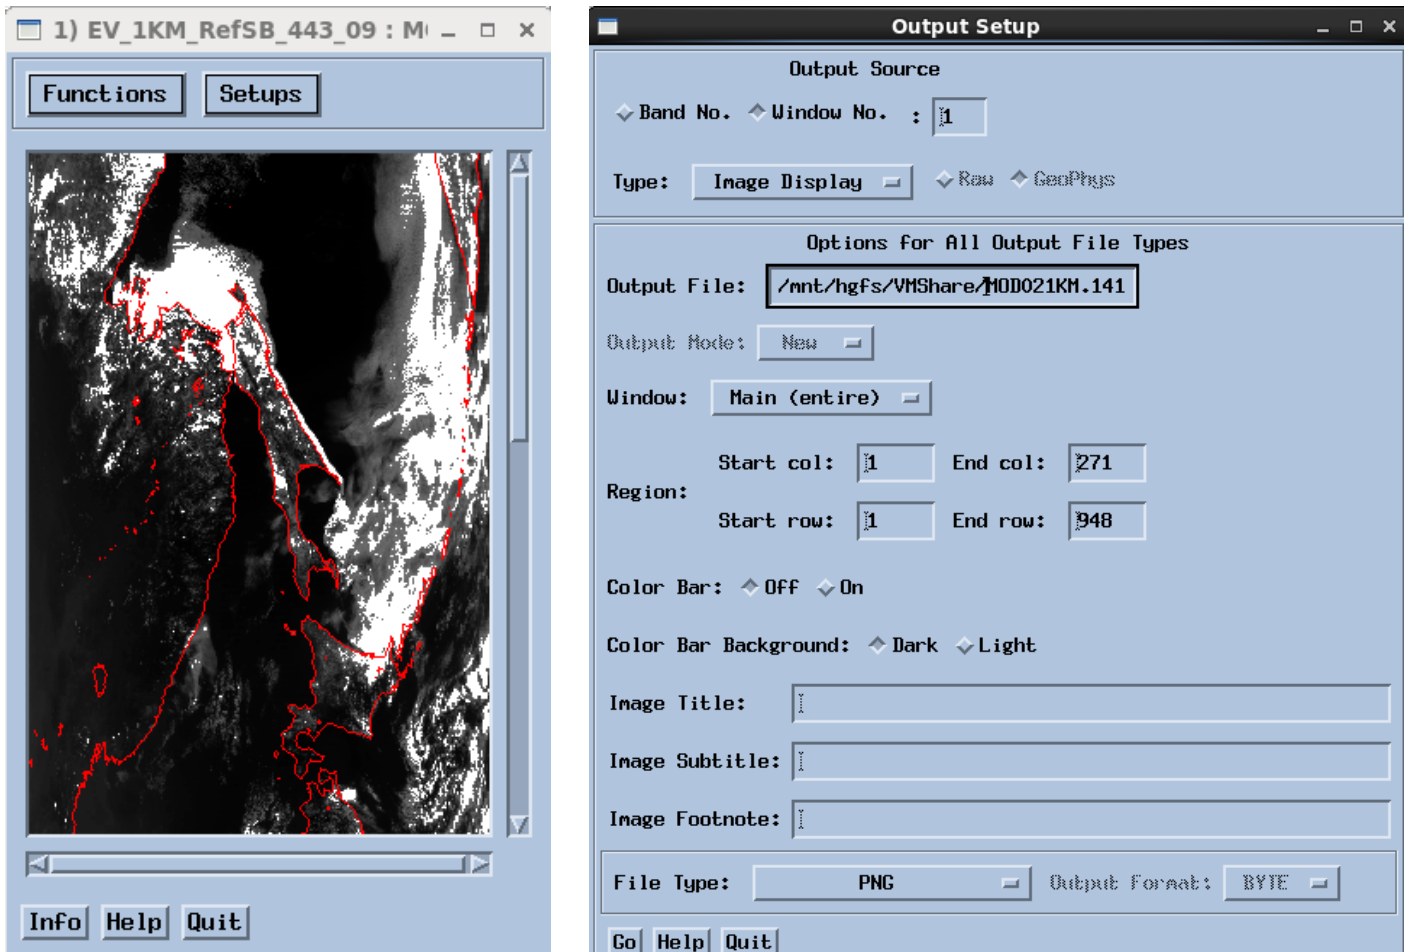 1) EV_1KM_RefSB_443_09 : M
Functions Setups
Info Help Quit
Output Setup
Output Source
Band No. Window No. : 1
Type: Image Display Raw GeoPhys
Options for All Output File Types
Output File: /mnt/hgfs/VMShare/MOD021KM.141
Output Mode: New
Window: Main (entire)
Start col: 1 End col: 271
Region:
Start row: 1 End row: 948
Color Bar: Off On
Color Bar Background: Dark Light
Image Title:
Image Subtitle:
Image Footnote:
File Type: PNG Output Format: BYTE
Go Help Quit